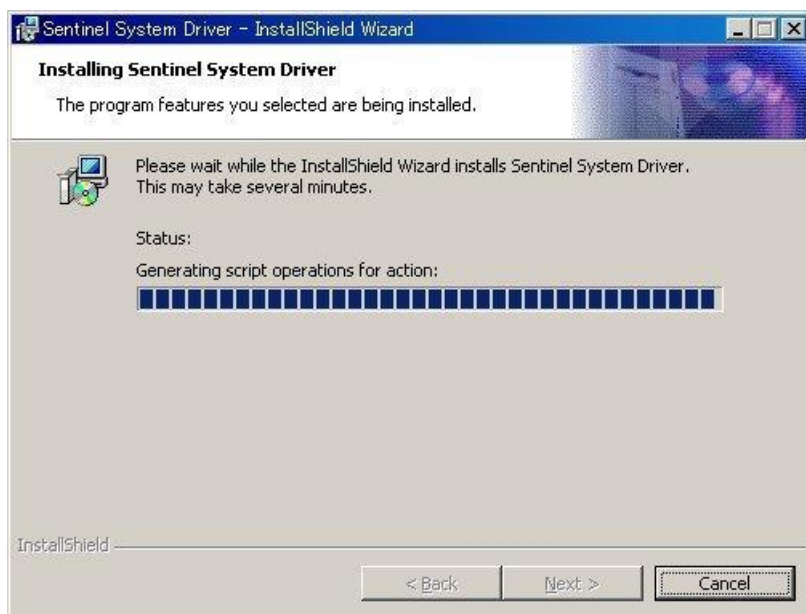 Sentinel System Driver - InstallShield Wizard
Installing Sentinel System Driver
The program features you selected are being installed.
Please wait while the InstallShield Wizard installs Sentinel System Driver.
This may take several minutes.
Status:
Generating script operations for action:
InstallShield
< Back
Next >
Cancel